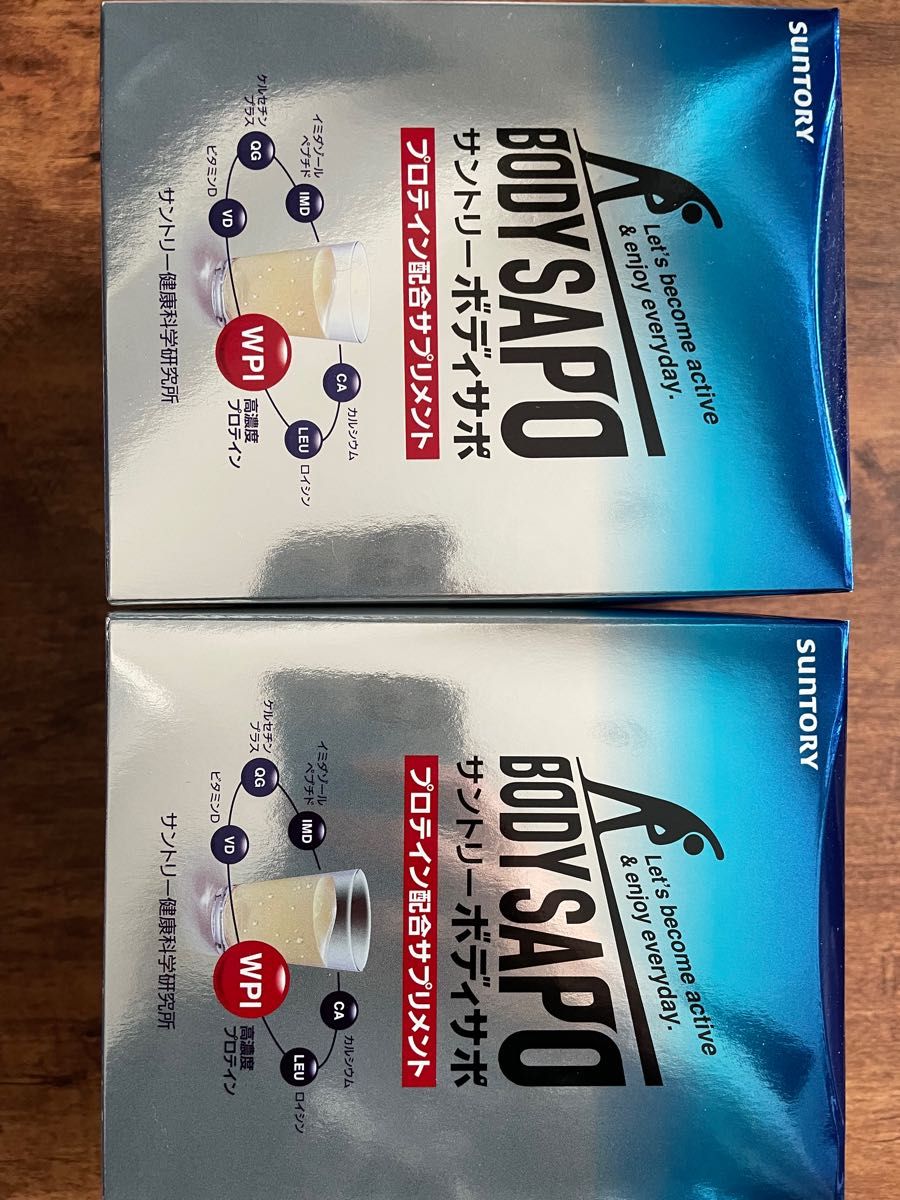 SUNTORY
Let's become active
& enjoy everyday.
BODY SAPO
サントリー ボディサポ
プロテイン配合サプリメント
イミダゾール
ペプチド
IMD
ケルセチン
プラス
QG
ビタミンD
VD
WPI
高濃度
プロテイン
CA
カルシウム
LEU
ロイシン
サントリー健康科学研究所
SUNTORY
Let's become active
& enjoy everyday.
BODY SAPO
サントリー ボディサポ
プロテイン配合サプリメント
イミダゾール
ペプチド
IMD
ケルセチン
プラス
QG
ビタミンD
VD
WPI
高濃度
プロテイン
CA
カルシウム
LEU
ロイシン
サントリー健康科学研究所